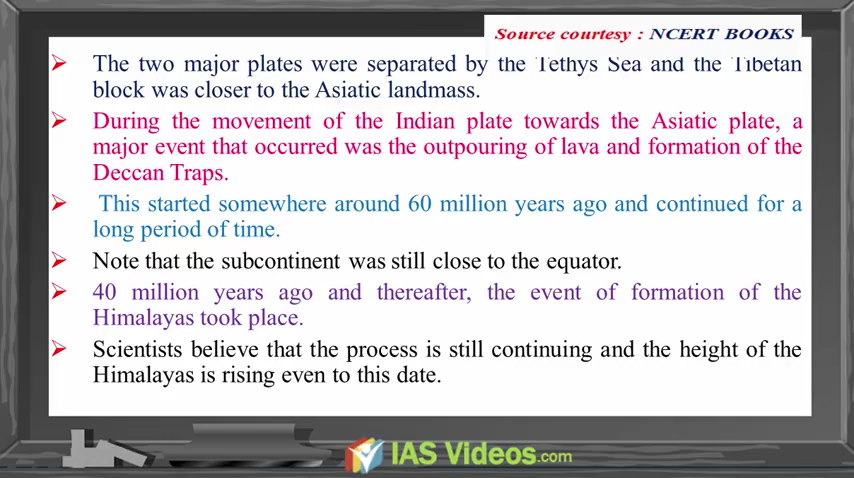 Source courtesy : NCERT BOOKS
The two major plates were separated by the Tethys Sea and the Tibetan
block was closer to the Asiatic landmass.
During the movement of the Indian plate towards the Asiatic plate, a
major event that occurred was the outpouring of lava and formation of the
Deccan Traps.
This started somewhere around 60 million years ago and continued for a
long period of time.
Note that the subcontinent was still close to the equator.
40 million years ago and thereafter, the event of formation of the
Himalayas took place.
Scientists believe that the process is still continuing and the height of the
Himalayas is rising even to this date.
IAS Videos.com